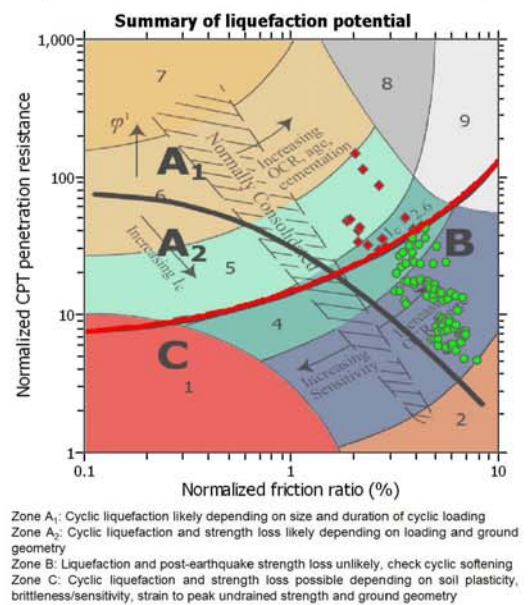 Summary of liquefaction potential
1,000
7
8
9
φ'
Normally Consolidated
Increasing
OCR, age,
cementation
100
A1
6
A2
Increasing Ic
5
B
10
4
C
1
Increasing
Sensitivity
2
1
0.1
1
10
Normalized CPT penetration resistance
Normalized friction ratio (%)
Zone A1: Cyclic liquefaction likely depending on size and duration of cyclic loading
Zone A2: Cyclic liquefaction and strength loss likely depending on loading and ground
geometry
Zone B: Liquefaction and post-earthquake strength loss unlikely, check cyclic softening
Zone C: Cyclic liquefaction and strength loss possible depending on soil plasticity,
brittleness/sensitivity, strain to peak undrained strength and ground geometry